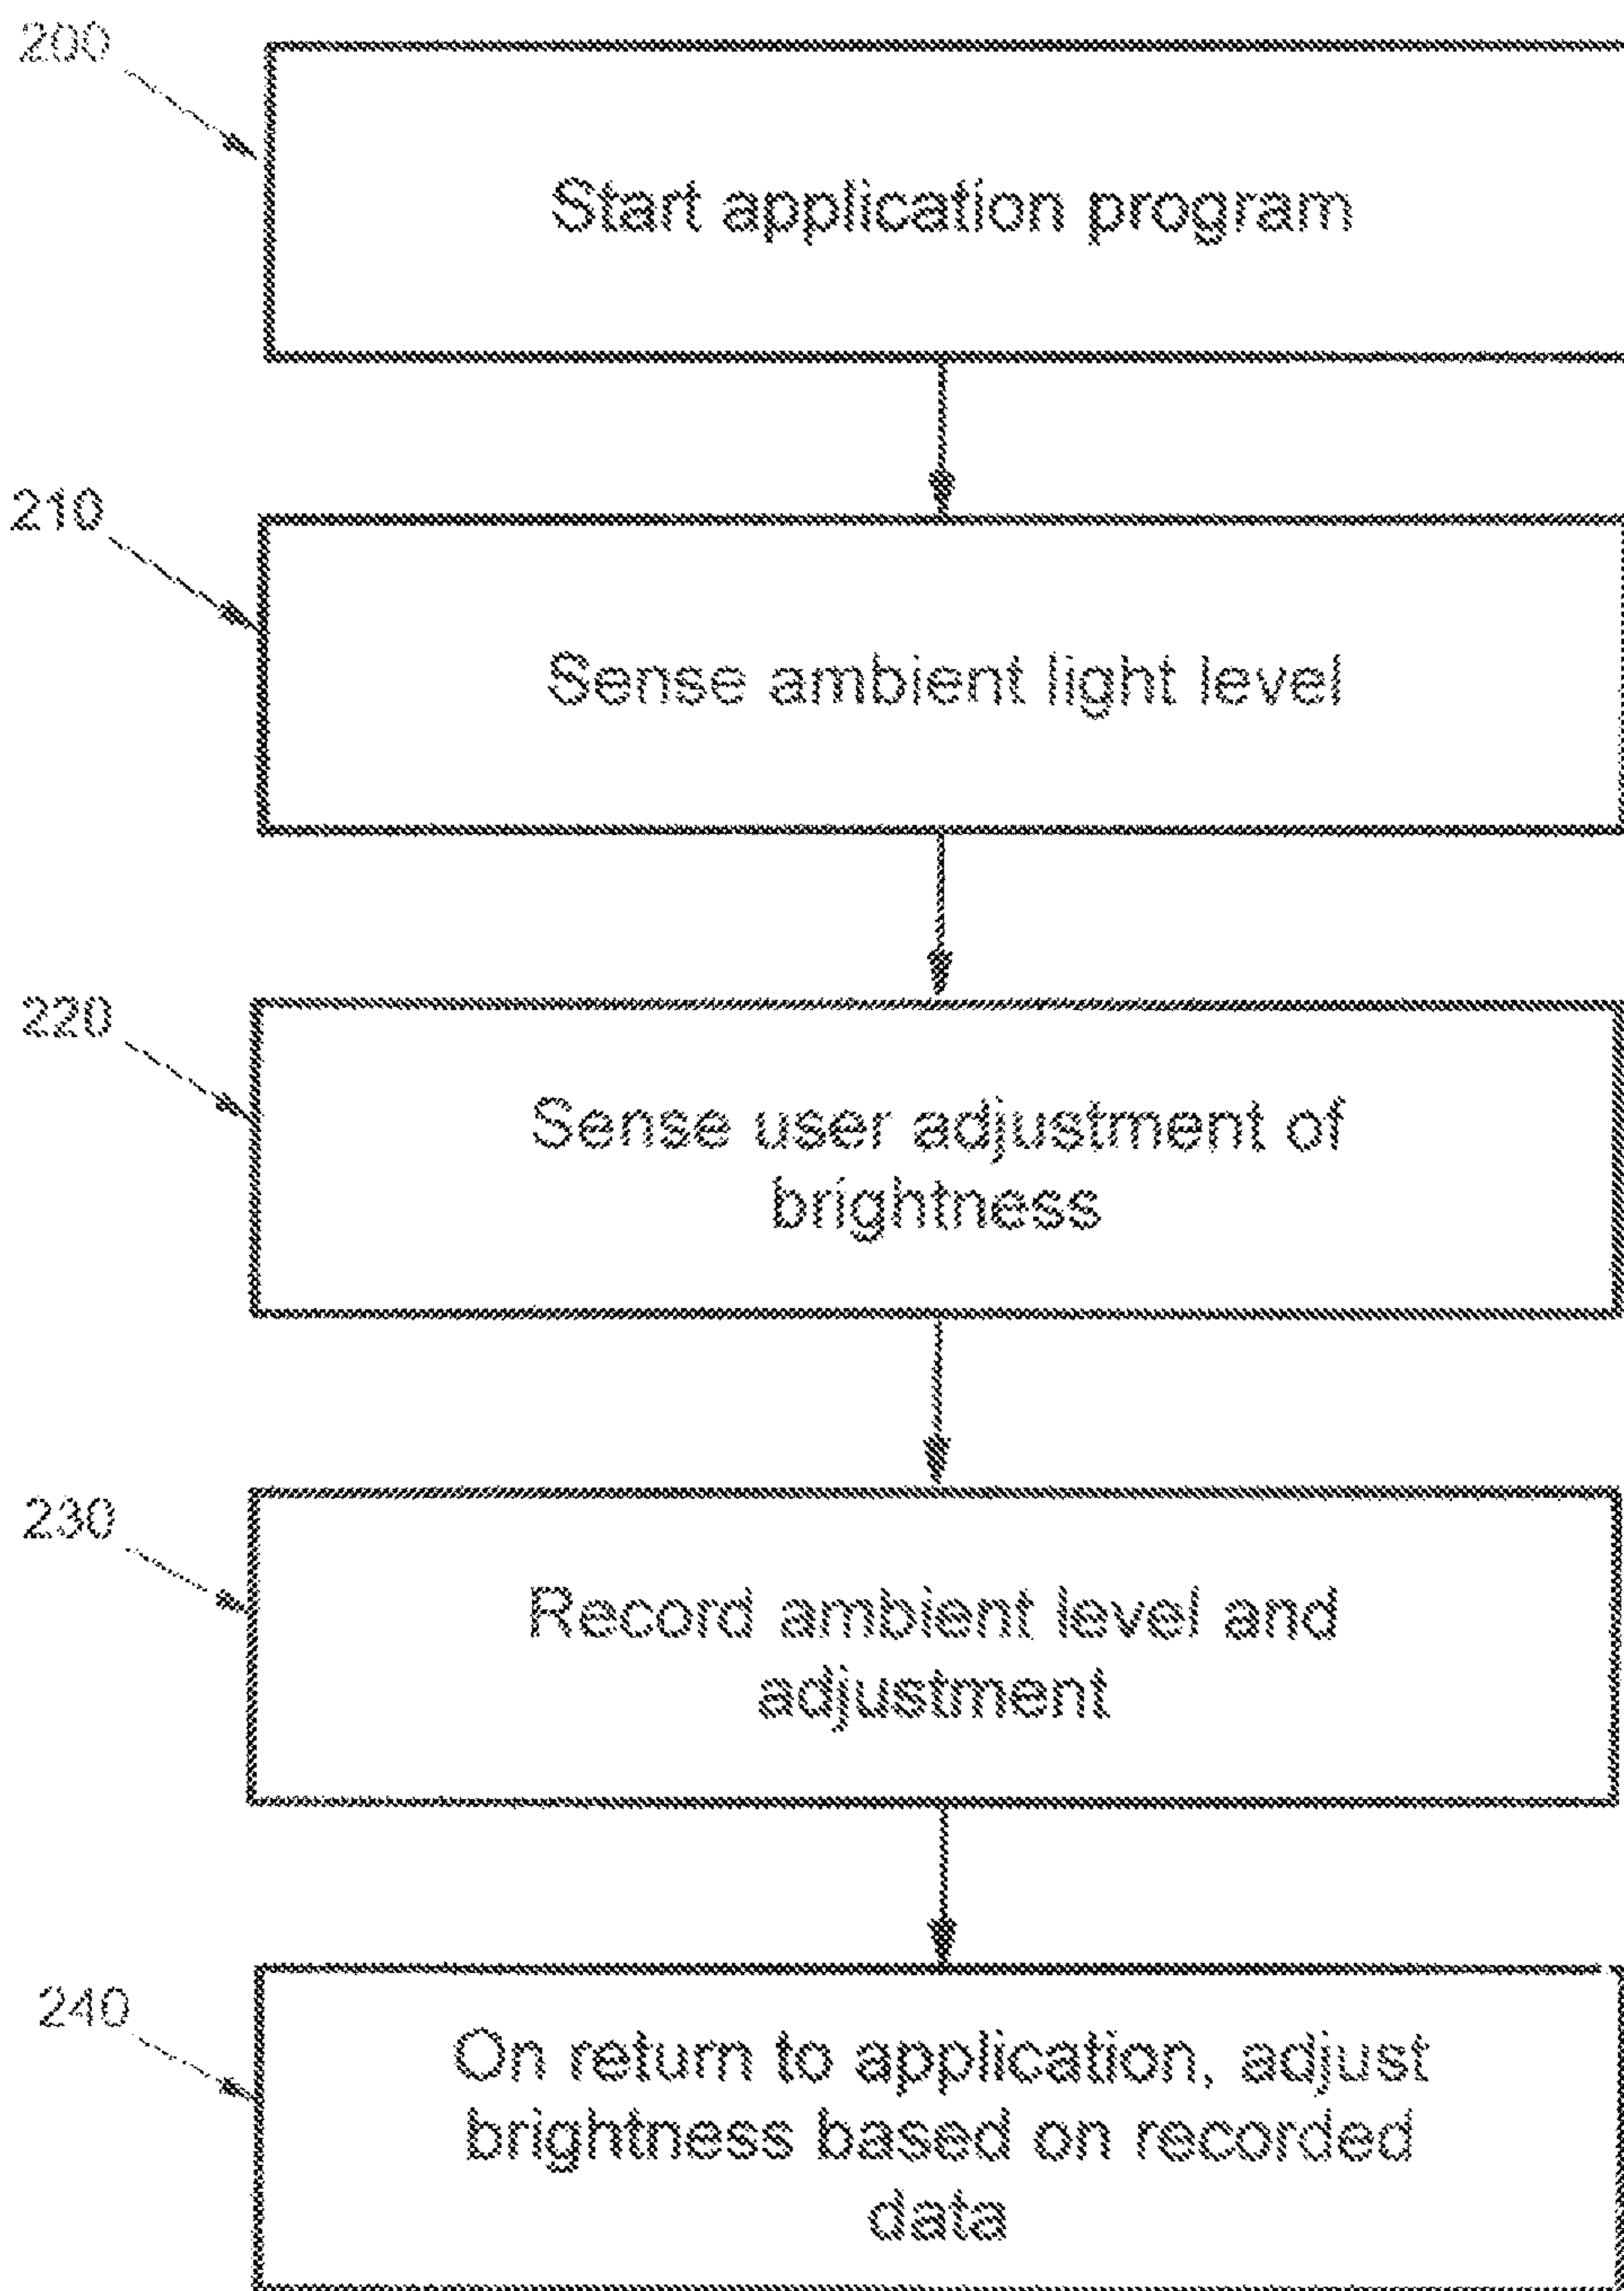 200
Start application program
210
Sense ambient light level
220
Sense user adjustment of
brightness
230
Record ambient level and
adjustment
240
On return to application, adjust
brightness based on recorded
data